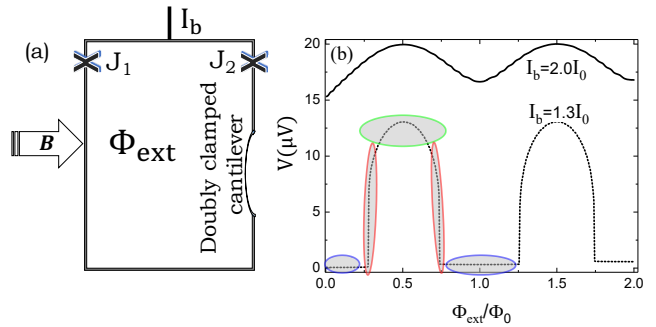 (a)
I_b
J_1
J_2
B
Φ_ext
Doubly clamped
cantilever
(b)
20
15
10
5
0
V(μV)
I_b=2.0I_0
I_b=1.3I_0
0.0 0.5 1.0 1.5 2.0
Φ_ext/Φ_0